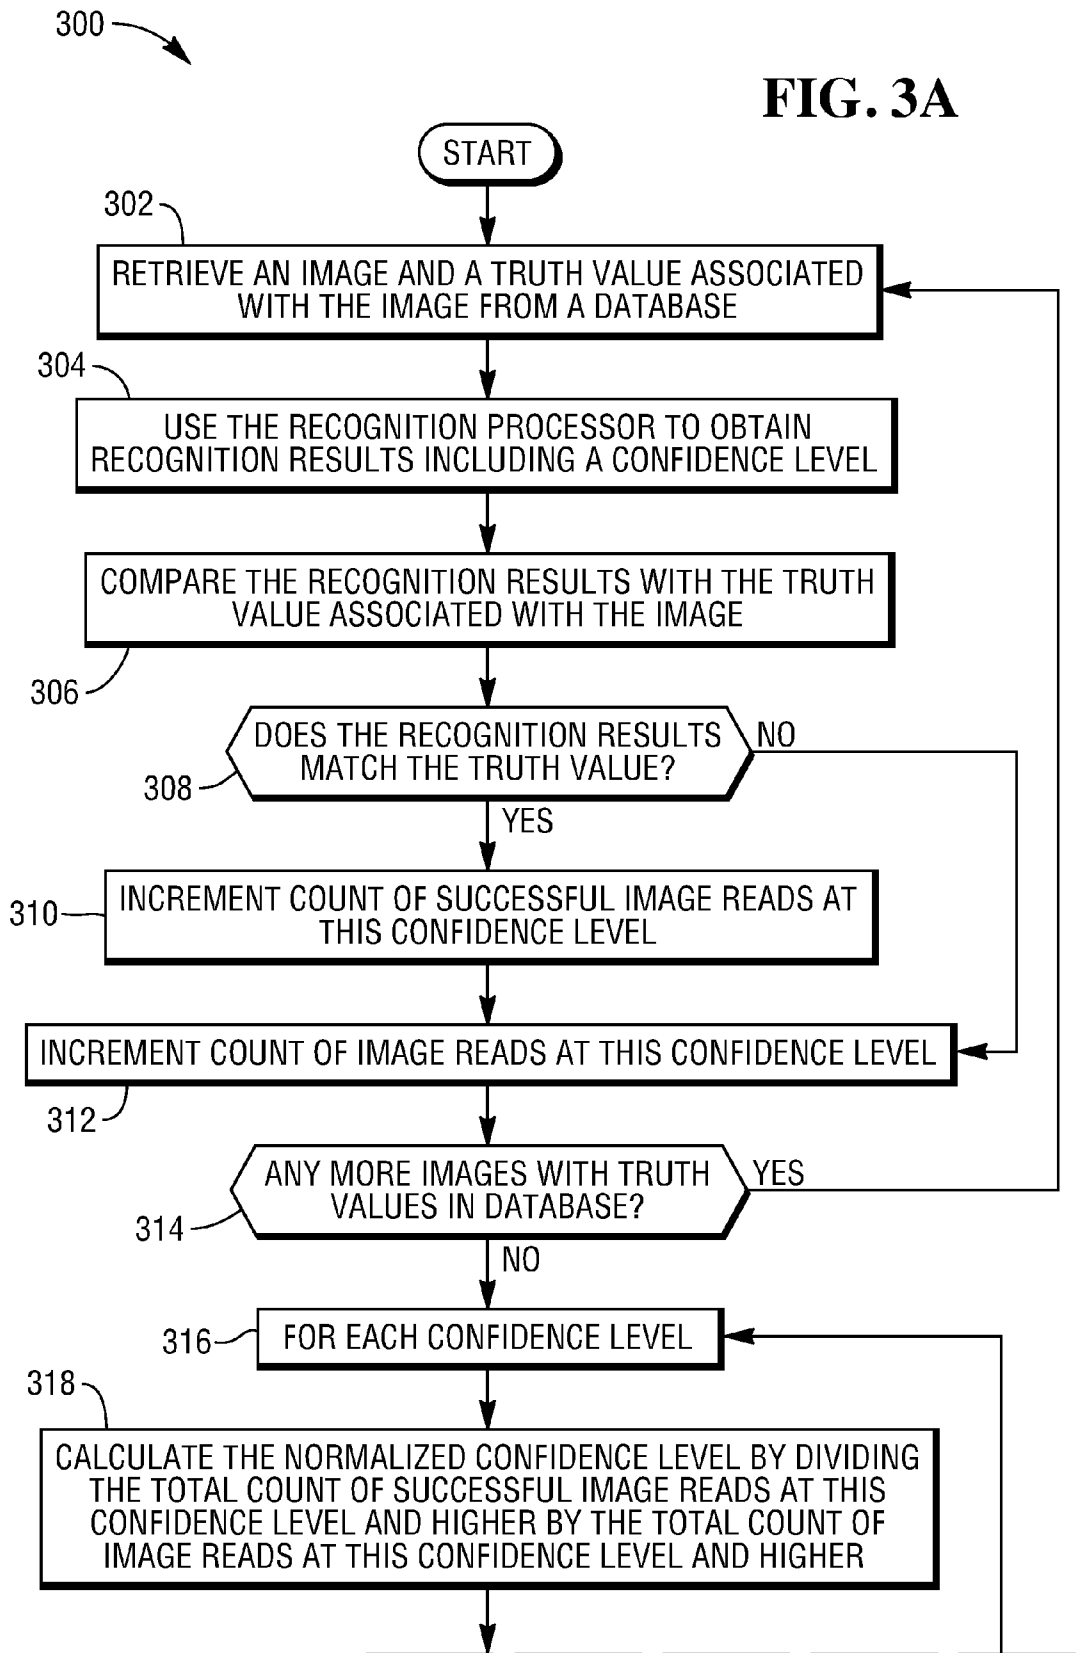 300
FIG. 3A
START
302
RETRIEVE AN IMAGE AND A TRUTH VALUE ASSOCIATED
WITH THE IMAGE FROM A DATABASE
304
USE THE RECOGNITION PROCESSOR TO OBTAIN
RECOGNITION RESULTS INCLUDING A CONFIDENCE LEVEL
COMPARE THE RECOGNITION RESULTS WITH THE TRUTH
VALUE ASSOCIATED WITH THE IMAGE
306
DOES THE RECOGNITION RESULTS
MATCH THE TRUTH VALUE?
NO
308
YES
310
INCREMENT COUNT OF SUCCESSFUL IMAGE READS AT
THIS CONFIDENCE LEVEL
INCREMENT COUNT OF IMAGE READS AT THIS CONFIDENCE LEVEL
312
ANY MORE IMAGES WITH TRUTH
VALUES IN DATABASE?
YES
314
NO
316
FOR EACH CONFIDENCE LEVEL
318
CALCULATE THE NORMALIZED CONFIDENCE LEVEL BY DIVIDING
THE TOTAL COUNT OF SUCCESSFUL IMAGE READS AT THIS
CONFIDENCE LEVEL AND HIGHER BY THE TOTAL COUNT OF
IMAGE READS AT THIS CONFIDENCE LEVEL AND HIGHER